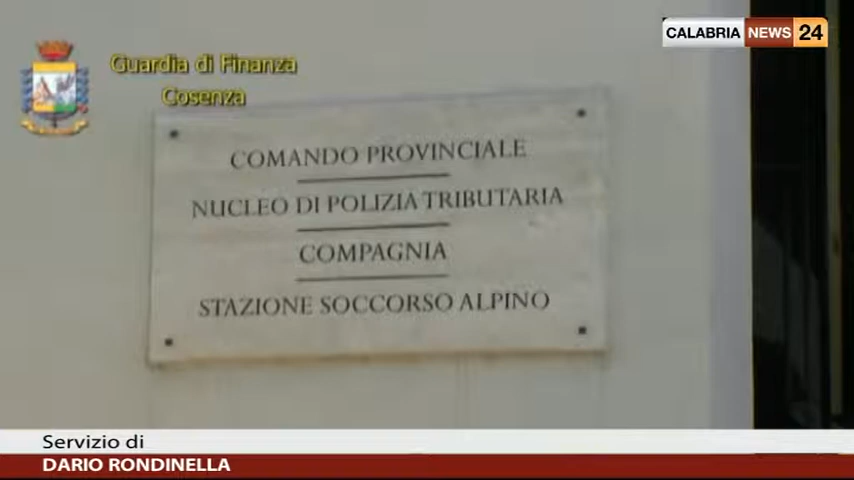 CALABRIA NEWS 24
Guardia di Finanza
Cosenza
COMANDO PROVINCIALE
NUCLEO DI POLIZIA TRIBUTARIA
COMPAGNIA
STAZIONE SOCCORSO ALPINO
Servizio di
DARIO RONDINELLA